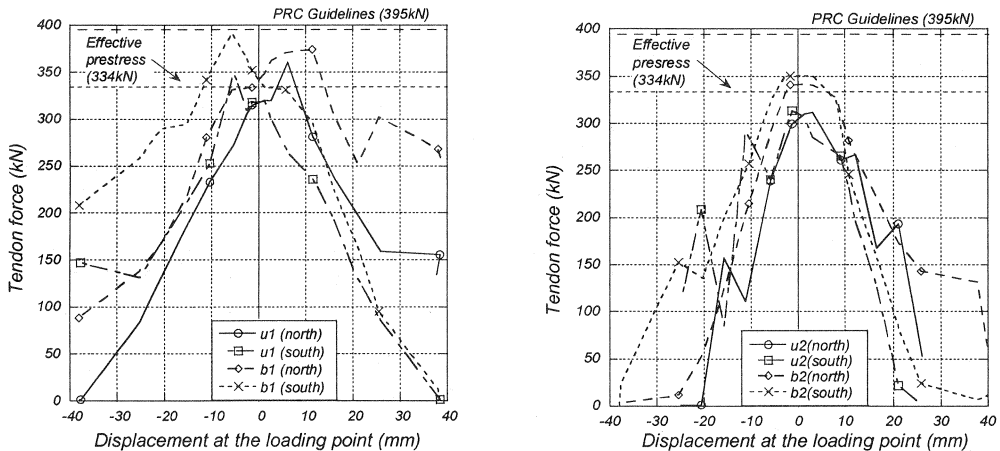 PRC Guidelines (395kN)
Effective
prestress
(334kN)
Tendon force (kN)
400
350
300
250
200
150
100
50
0
u1 (north)
u1 (south)
b1 (north)
b1 (south)
-40 -30 -20 -10 0 10 20 30 40
Displacement at the loading point (mm)
PRC Guidelines (395kN)
Effective
presress
(334kN)
Tendon force (kN)
400
350
300
250
200
150
100
50
0
u2(north)
u2(south)
b2(north)
b2(south)
-40 -30 -20 -10 0 10 20 30 40
Displacement at the loading point (mm)